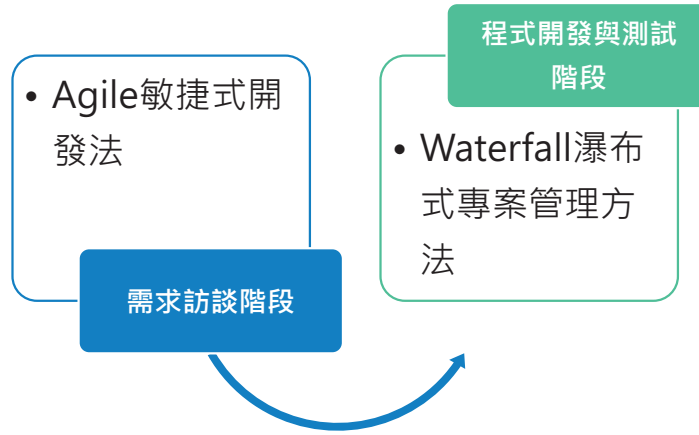 • Agile敏捷式開
發法
需求訪談階段
程式開發與測試
階段
• Waterfall瀑布
式專案管理方
法